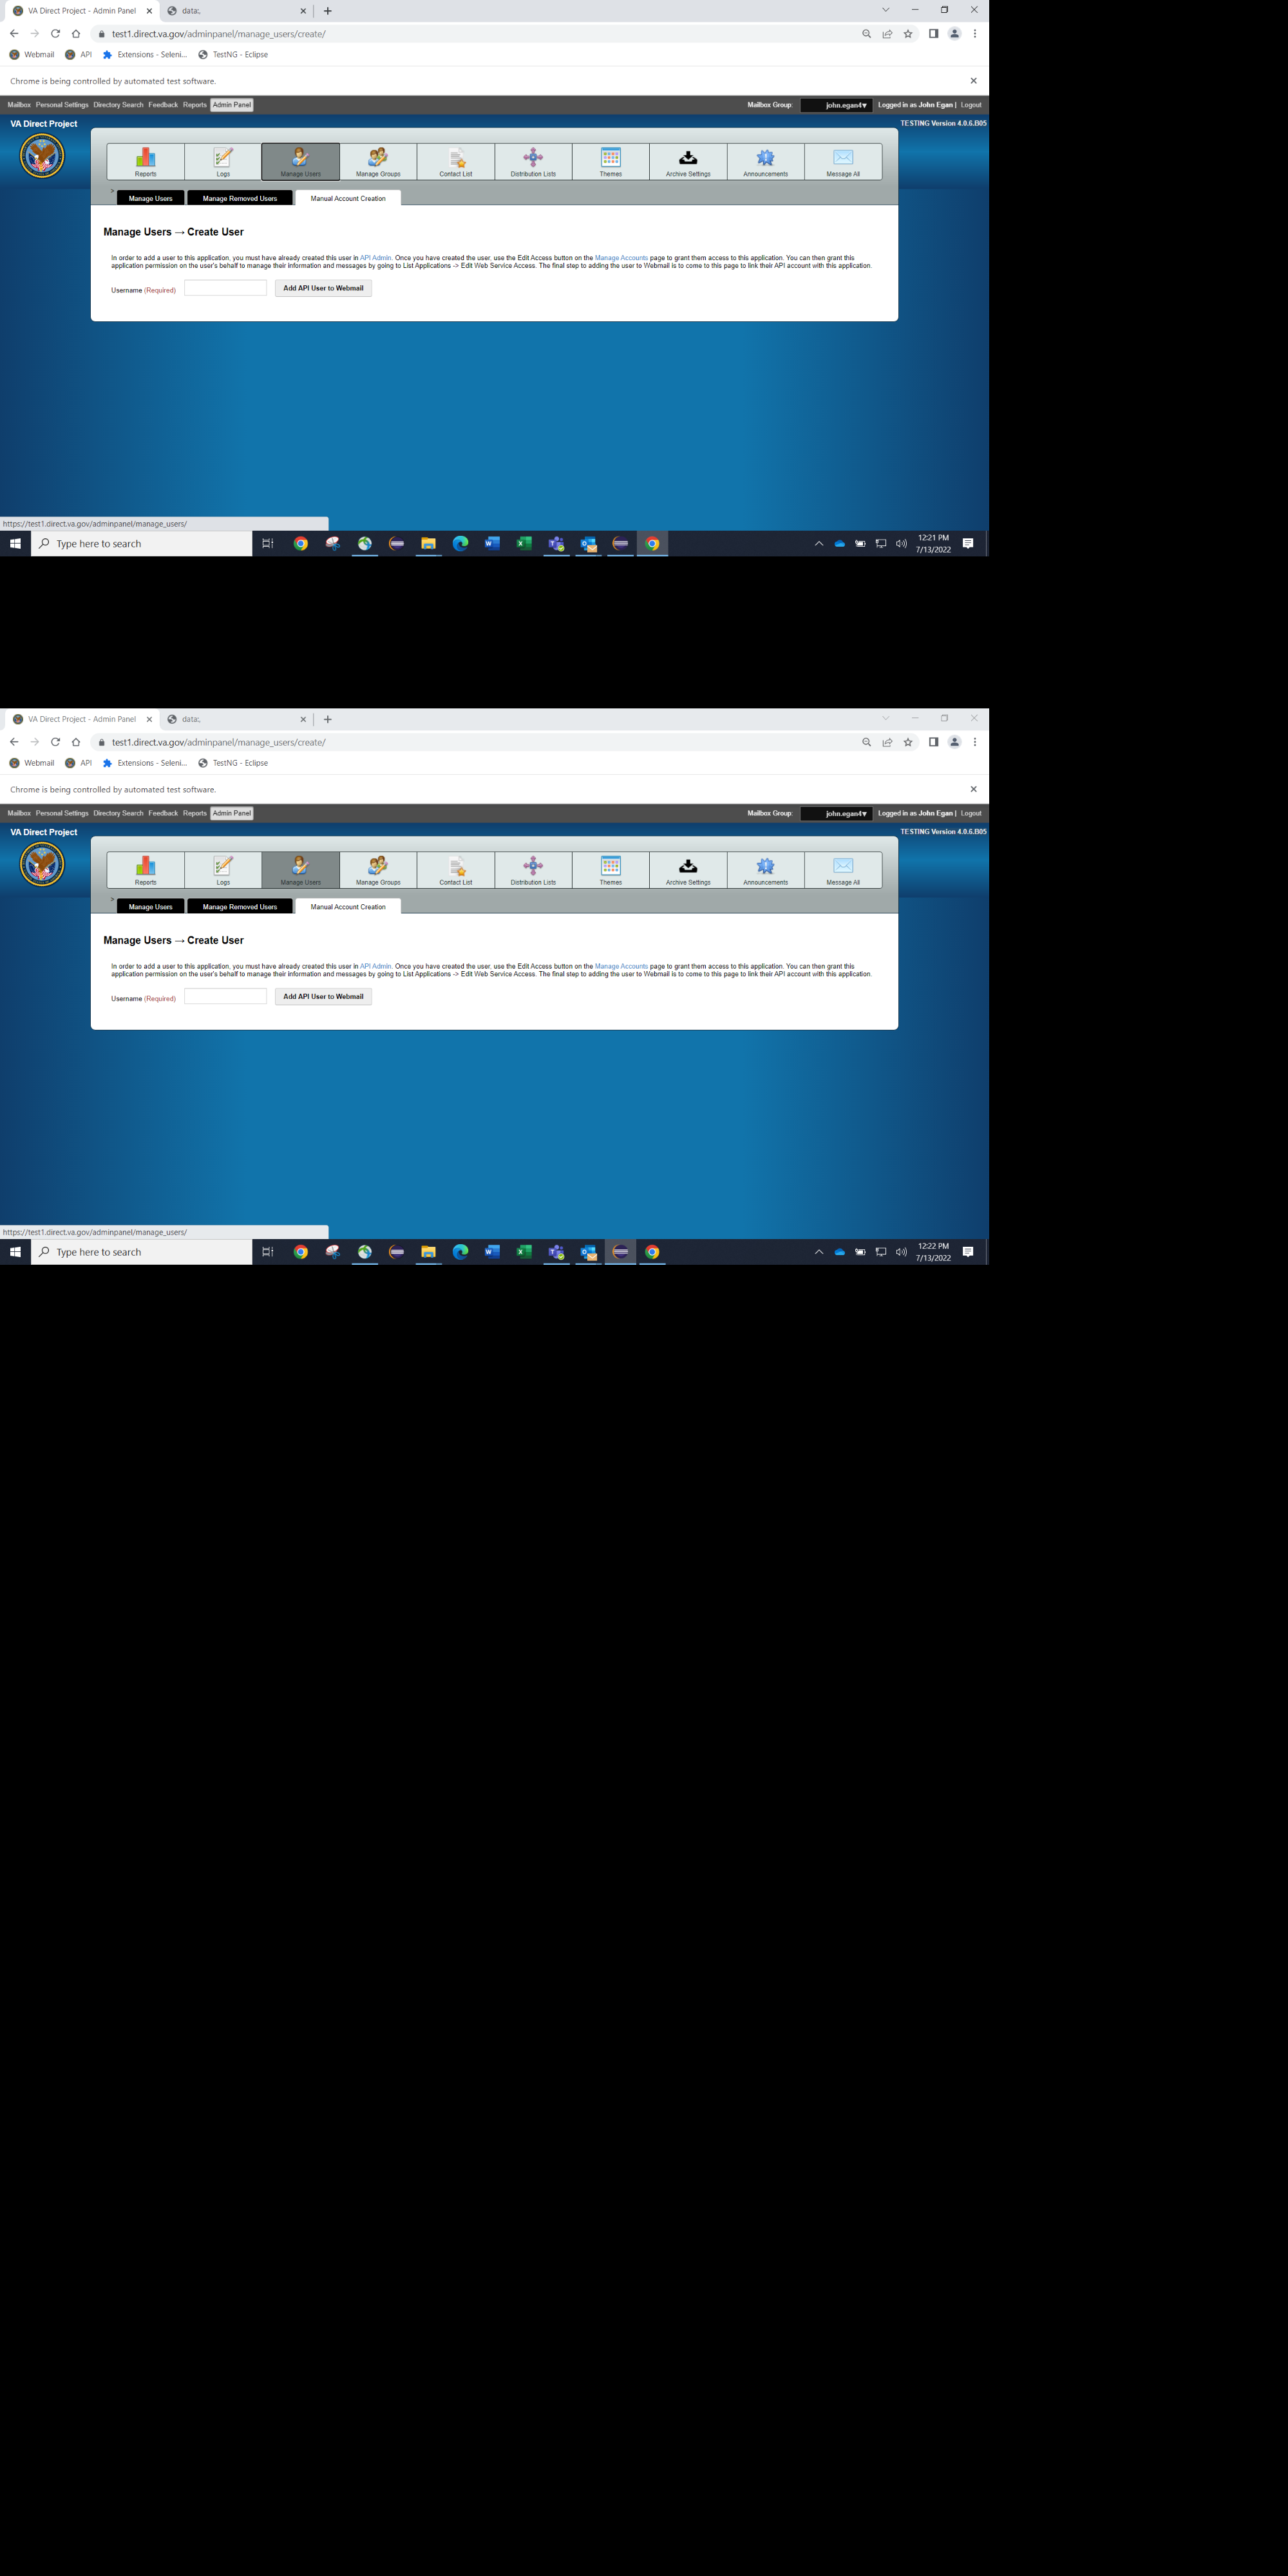 VA Direct Project - Admin Panel
data:,
test1.direct.va.gov/adminpanel/manage_users/create/
Webmail API Extensions - Seleni... TestNG - Eclipse
Chrome is being controlled by automated test software.
Mailbox Personal Settings Directory Search Feedback Reports Admin Panel Mailbox Group: john.egan4▾ Logged in as John Egan | Logout
VA Direct Project TESTING Version 4.0.6.B05
Reports Logs Manage Users Manage Groups Contact List Distribution Lists Themes Archive Settings Announcements Message All
> Manage Users Manage Removed Users Manual Account Creation
Manage Users → Create User
In order to add a user to this application, you must have already created this user in API Admin. Once you have created the user, use the Edit Access button on the Manage Accounts page to grant them access to this application. You can then grant this
application permission on the user's behalf to manage their information and messages by going to List Applications -> Edit Web Service Access. The final step to adding the user to Webmail is to come to this page to link their API account with this application.
Username (Required) Add API User to Webmail
https://test1.direct.va.gov/adminpanel/manage_users/
Type here to search
12:21 PM
7/13/2022
VA Direct Project - Admin Panel
data:,
test1.direct.va.gov/adminpanel/manage_users/create/
Webmail API Extensions - Seleni... TestNG - Eclipse
Chrome is being controlled by automated test software.
Mailbox Personal Settings Directory Search Feedback Reports Admin Panel Mailbox Group: john.egan4▾ Logged in as John Egan | Logout
VA Direct Project TESTING Version 4.0.6.B05
Reports Logs Manage Users Manage Groups Contact List Distribution Lists Themes Archive Settings Announcements Message All
> Manage Users Manage Removed Users Manual Account Creation
Manage Users → Create User
In order to add a user to this application, you must have already created this user in API Admin. Once you have created the user, use the Edit Access button on the Manage Accounts page to grant them access to this application. You can then grant this
application permission on the user's behalf to manage their information and messages by going to List Applications -> Edit Web Service Access. The final step to adding the user to Webmail is to come to this page to link their API account with this application.
Username (Required) Add API User to Webmail
https://test1.direct.va.gov/adminpanel/manage_users/
Type here to search
12:22 PM
7/13/2022